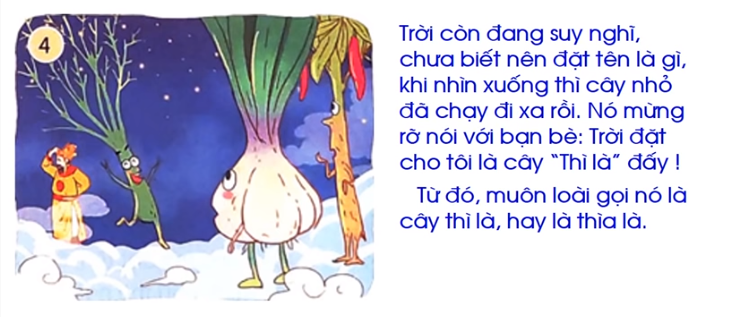 4
Trời còn đang suy nghĩ,
chưa biết nên đặt tên là gì,
khi nhìn xuống thì cây nhỏ
đã chạy đi xa rồi. Nó mừng
rỡ nói với bạn bè: Trời đặt
cho tôi là cây “Thì là” đấy !
Từ đó, muôn loài gọi nó là
cây thì là, hay là thìa là.